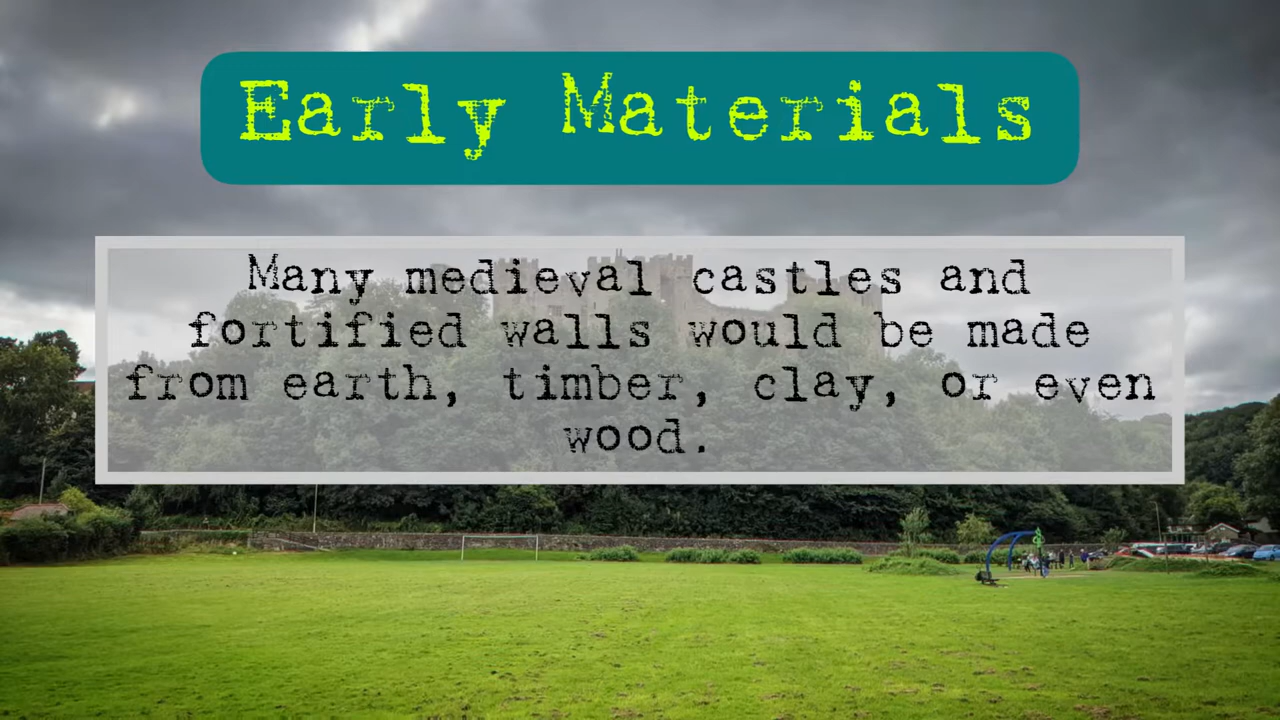 Early Materials
Many medieval castles and
fortified walls would be made
from earth, timber, clay, or even
wood.